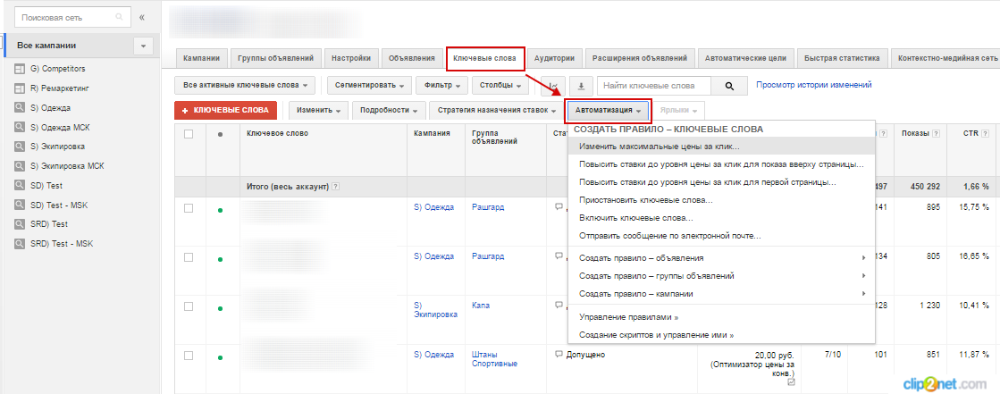 Поисковая сеть
«
Все кампании
G) Competitors
R) Ремаркетинг
S) Одежда
S) Одежда МСК
S) Экипировка
S) Экипировка МСК
SD) Test
SD) Test - MSK
SRD) Test
SRD) Test - MSK
Кампании Группы объявлений Настройки Объявления Ключевые слова Аудитории Расширения объявлений Автоматические цели Быстрая статистика Контекстно-медийная сеть
Все активные ключевые слова Сегментировать Фильтр Столбцы Найти ключевые слова Просмотр истории изменений
+ КЛЮЧЕВЫЕ СЛОВА Изменить Подробности Стратегия назначения ставок Автоматизация Ярлыки
СОЗДАТЬ ПРАВИЛО – КЛЮЧЕВЫЕ СЛОВА
Изменить максимальные цены за клик...
Повысить ставки до уровня цены за клик для показа вверху страницы...
Повысить ставки до уровня цены за клик для первой страницы...
Приостановить ключевые слова...
Включить ключевые слова...
Отправить сообщение по электронной почте...
Создать правило – объявления
Создать правило – группы объявлений
Создать правило – кампании
Управление правилами »
Создание скриптов и управление ими »
Ключевое слово Кампания Группа объявлений ? Показы ? CTR ?
Итого (весь аккаунт) ? 497 450 292 1,66 %
S) Одежда Рашгард 141 895 15,75 %
S) Одежда Рашгард 134 805 16,65 %
S) Экипировка Капа 128 1 230 10,41 %
S) Одежда Штаны Спортивные Допущено 20,00 руб. (Оптимизатор цены за конв.) 7/10 101 851 11,87 %
clip2net.com